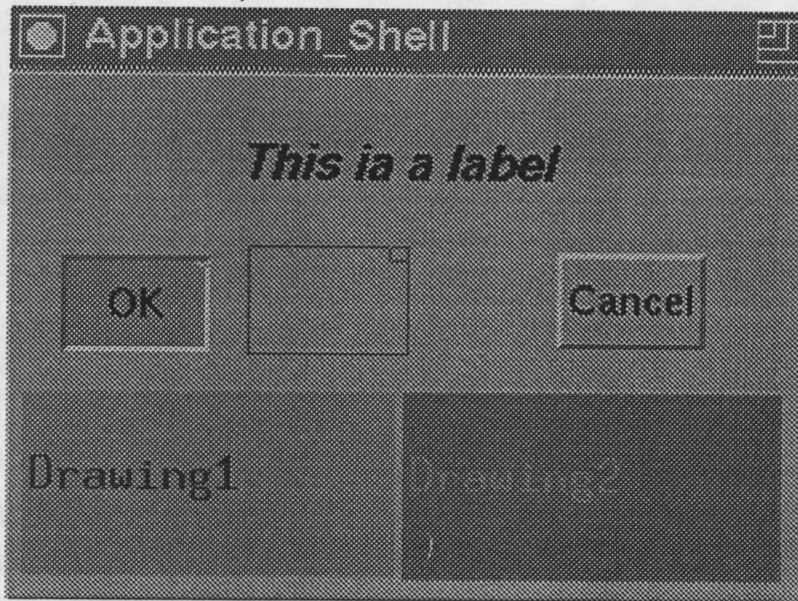 Application_Shell
This ia a label
OK
Cancel
Drawing1
Drawing2